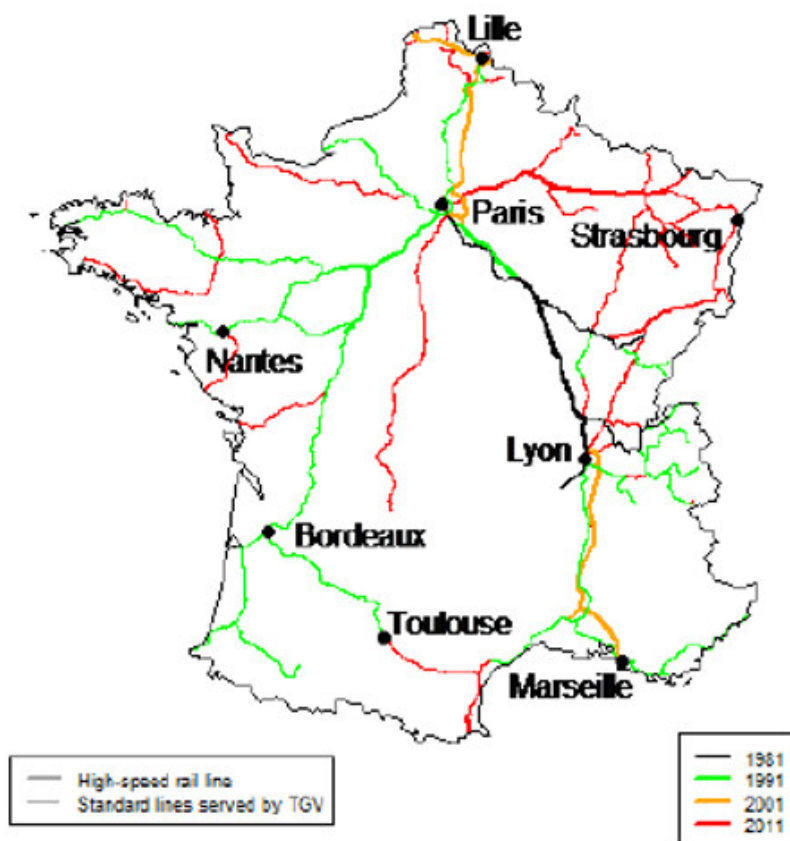 Lille
Paris
Strasbourg
Nantes
Lyon
Bordeaux
Toulouse
Marseille
High-speed rail line
Standard lines served by TGV
1981
1991
2001
2011